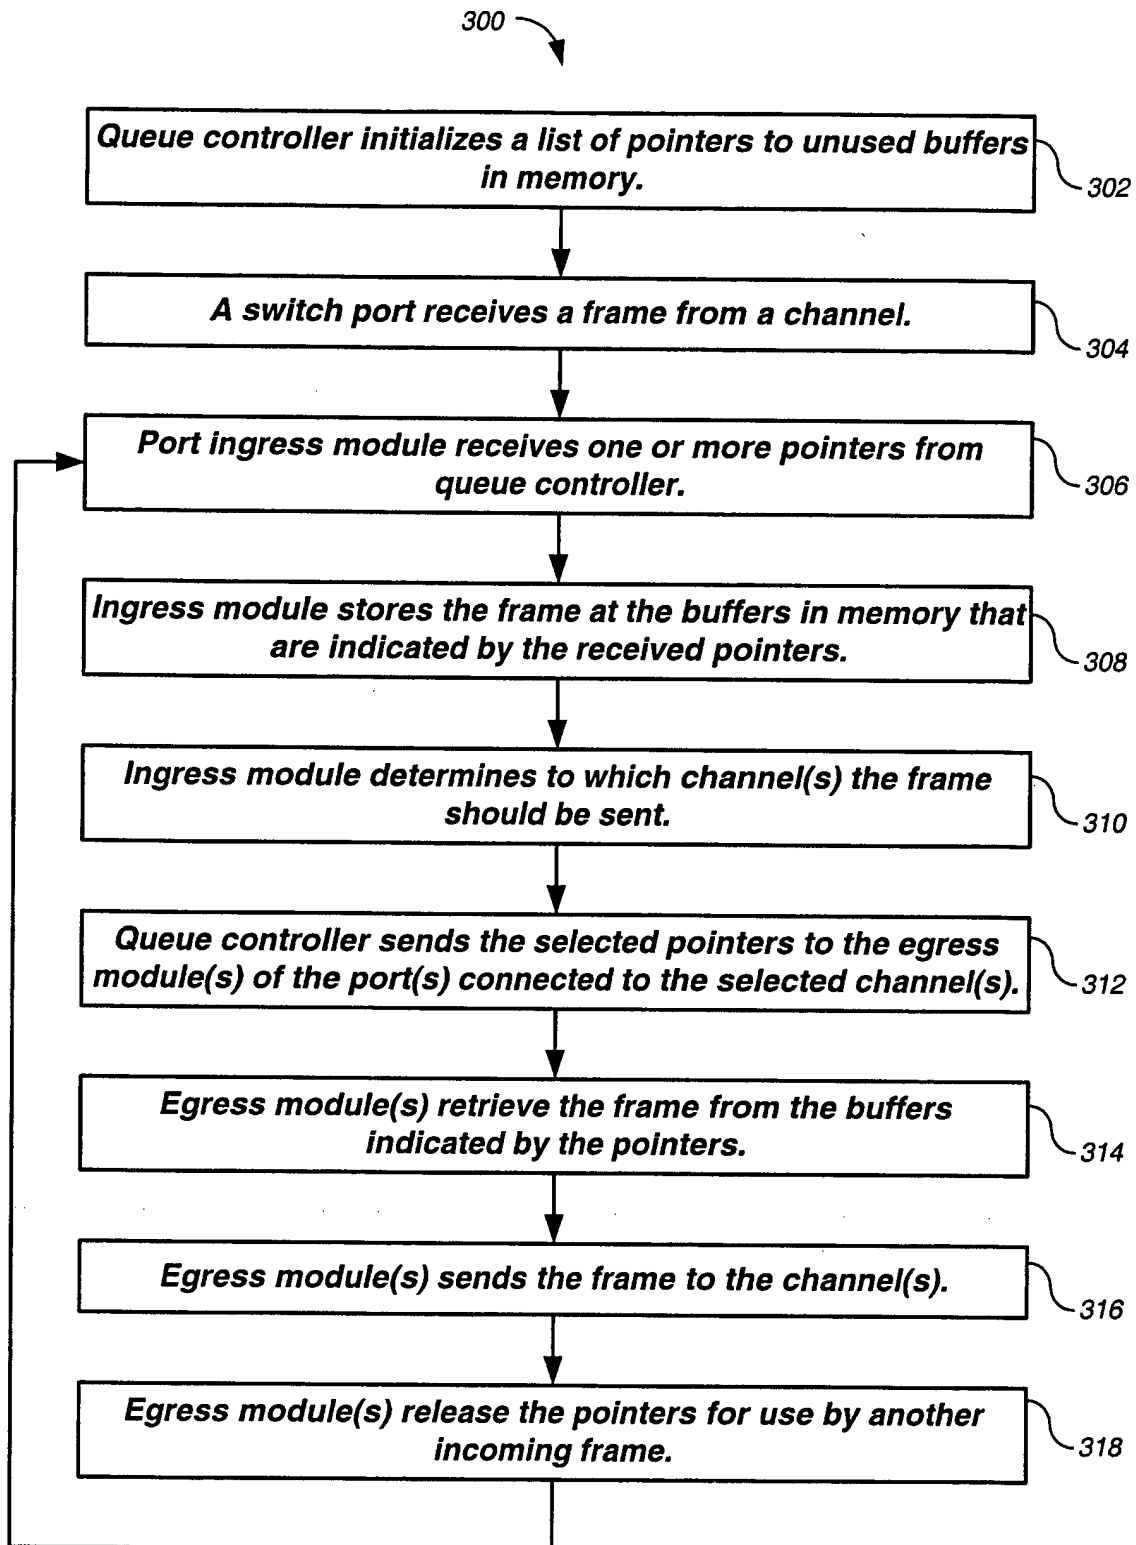 300
Queue controller initializes a list of pointers to unused buffers
in memory.
302
A switch port receives a frame from a channel.
304
Port ingress module receives one or more pointers from
queue controller.
306
Ingress module stores the frame at the buffers in memory that
are indicated by the received pointers.
308
Ingress module determines to which channel(s) the frame
should be sent.
310
Queue controller sends the selected pointers to the egress
module(s) of the port(s) connected to the selected channel(s).
312
Egress module(s) retrieve the frame from the buffers
indicated by the pointers.
314
Egress module(s) sends the frame to the channel(s).
316
Egress module(s) release the pointers for use by another
incoming frame.
318